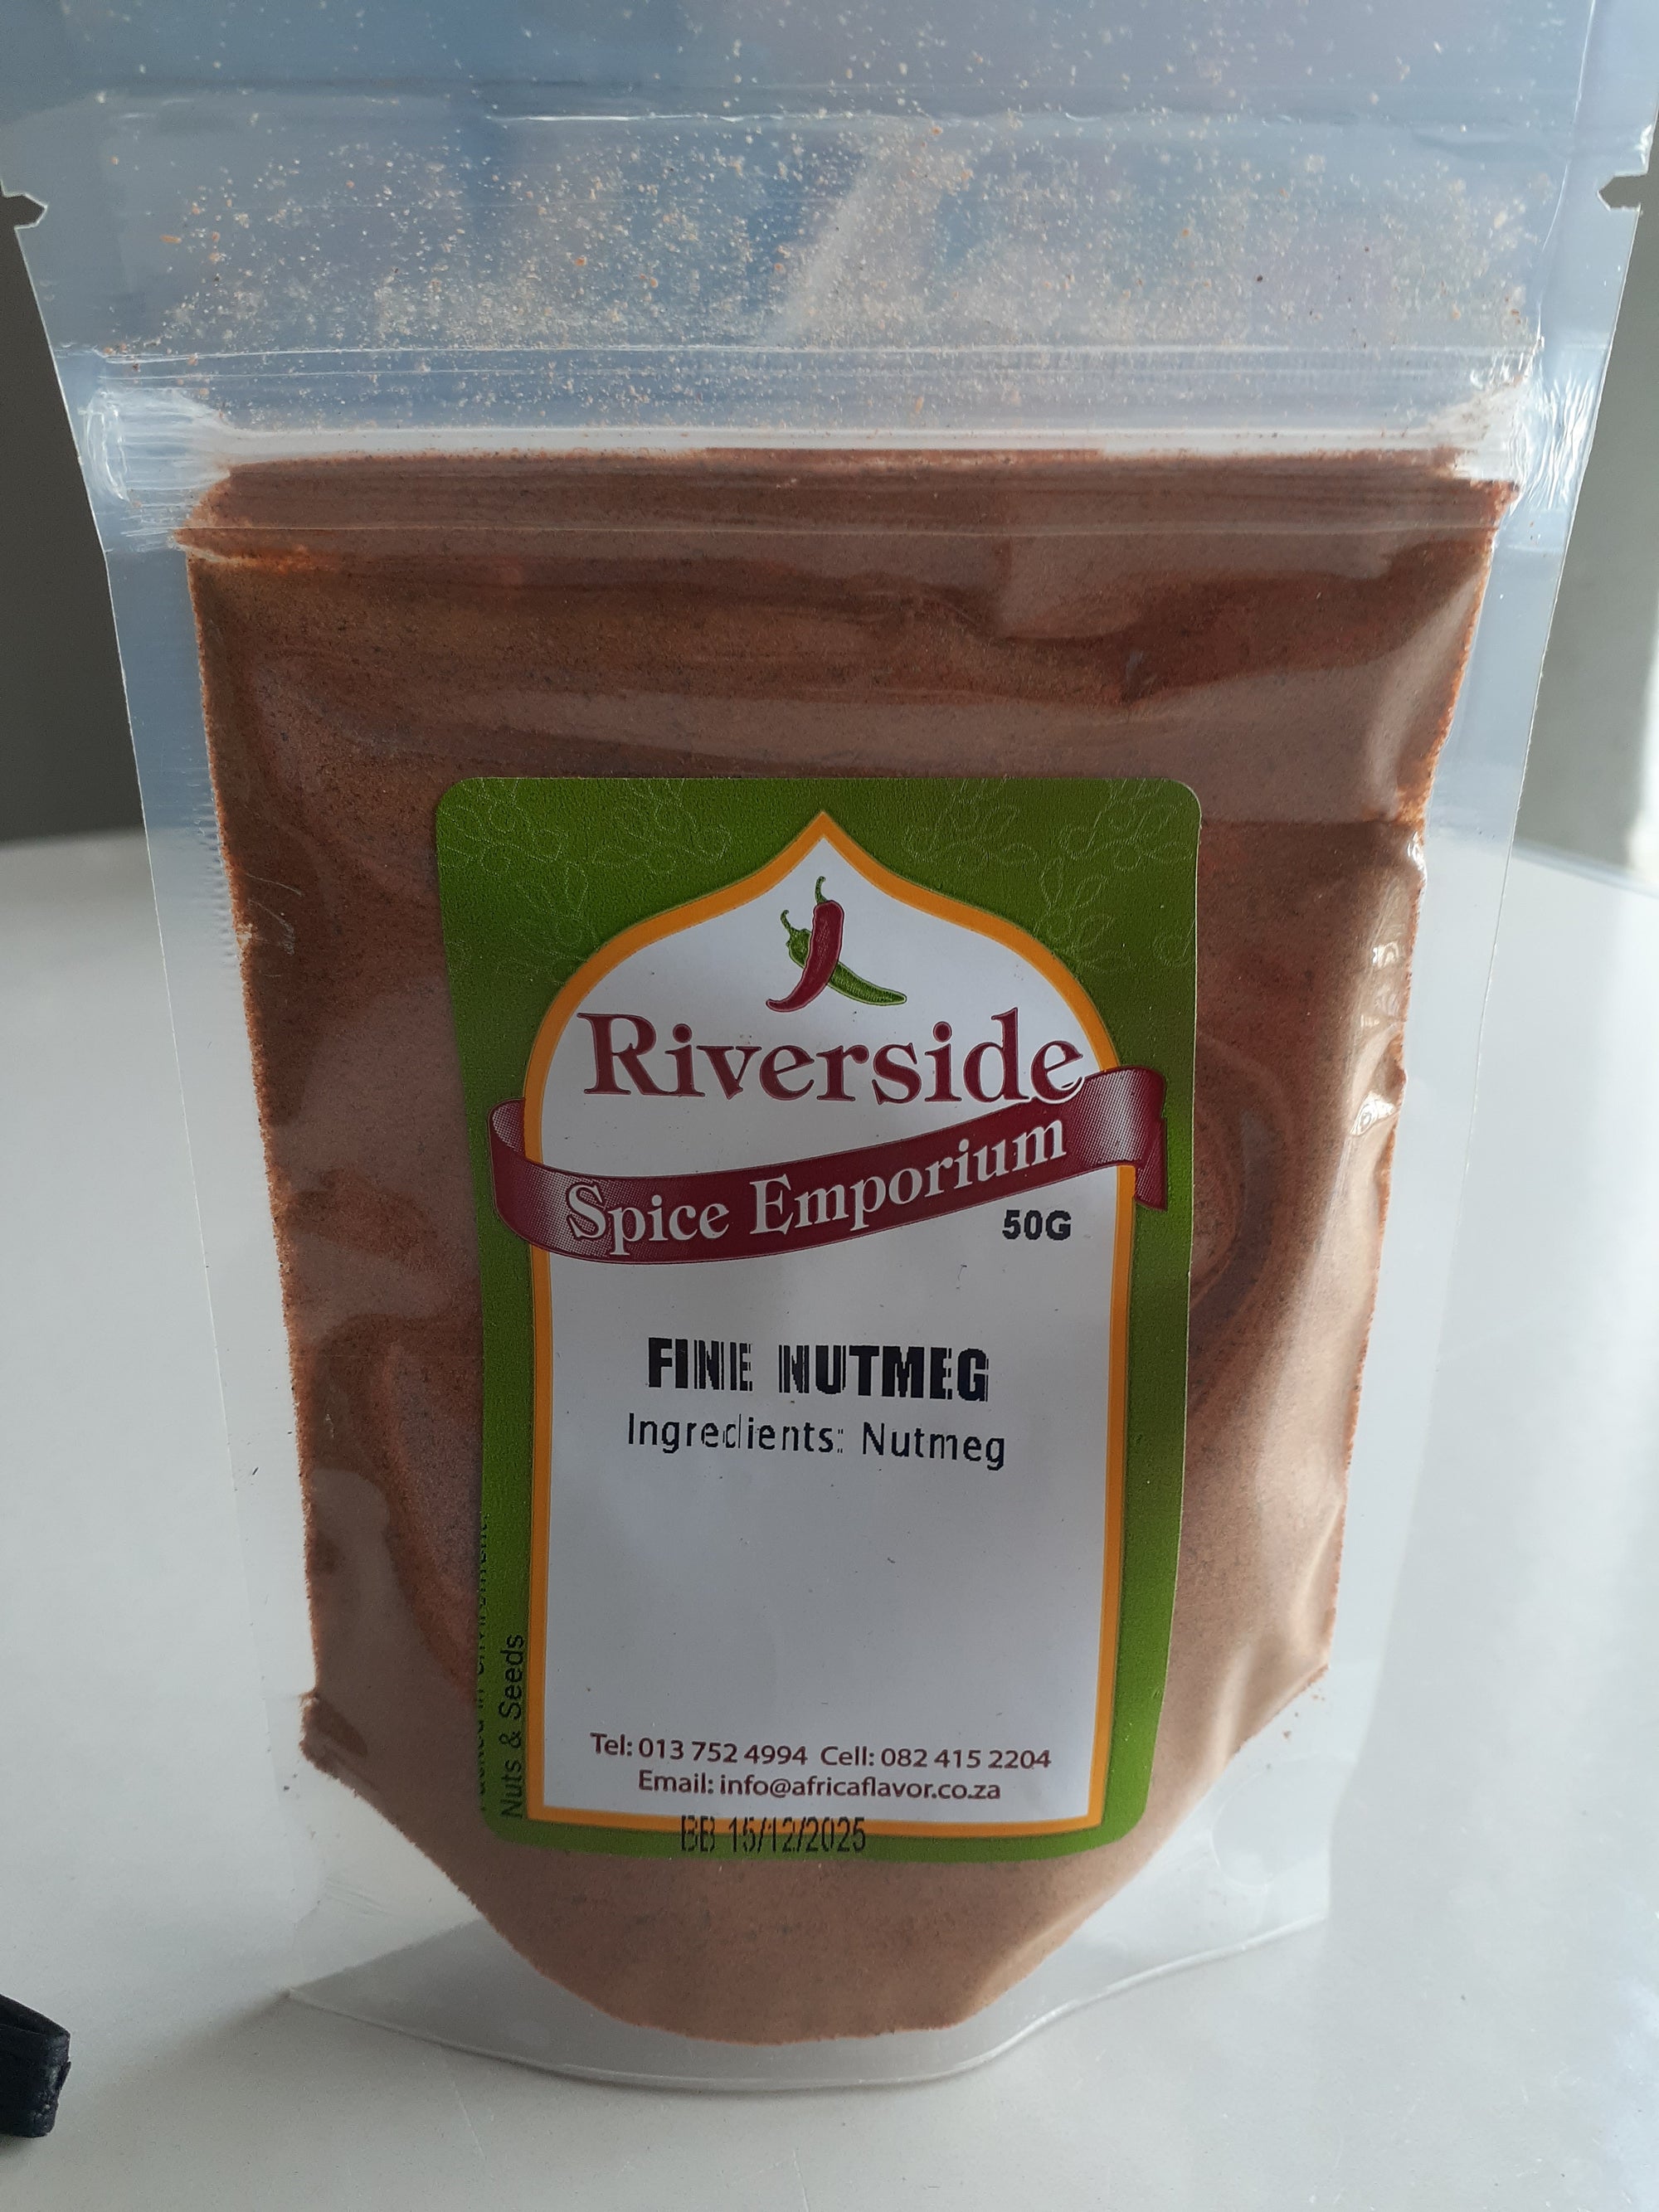 Riverside
Spice Emporium
50G
FINE NUTMEG
Ingredients: Nutmeg
Tel: 013 752 4994  Cell: 082 415 2204
Email: info@africaflavor.co.za
BB 15/12/2025
Nuts & Seeds